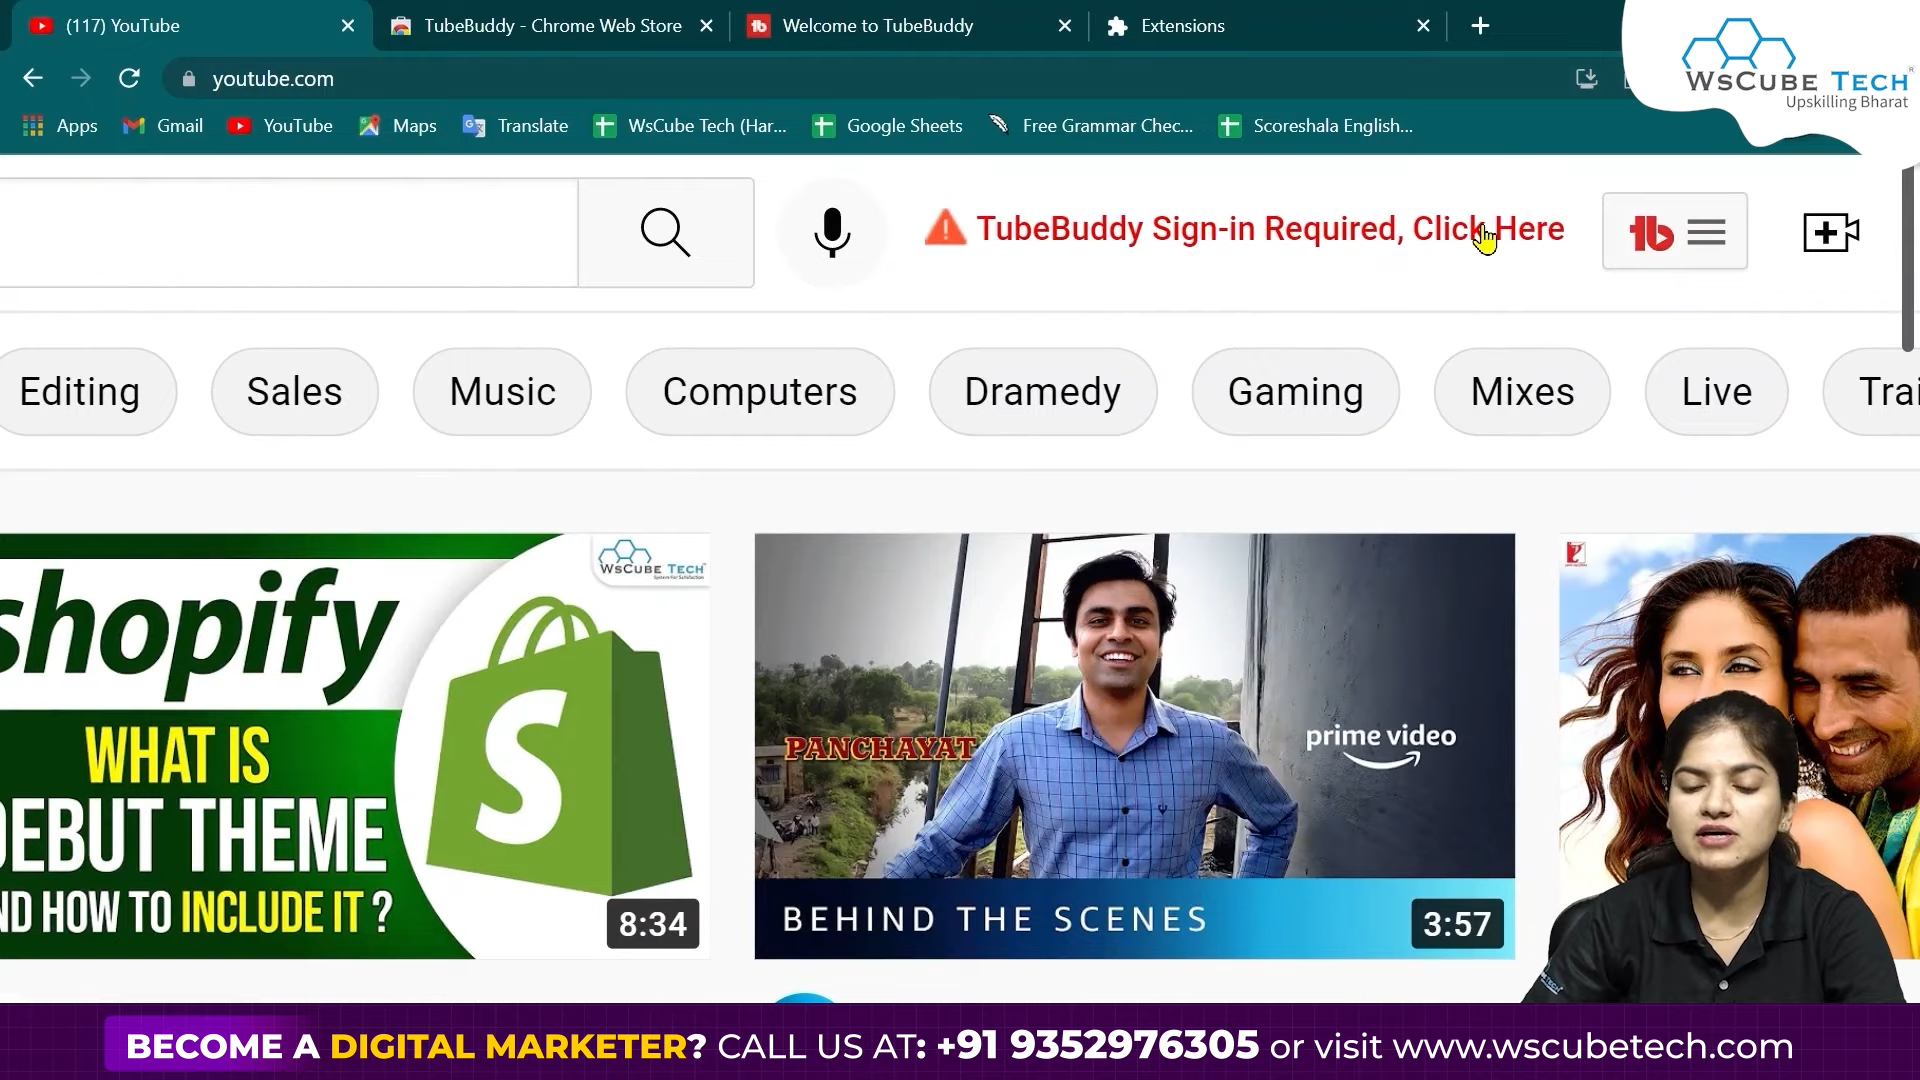 (117) YouTube
TubeBuddy - Chrome Web Store
Welcome to TubeBuddy
Extensions
WsCube Tech
Upskilling Bharat
youtube.com
Apps
Gmail
YouTube
Maps
Translate
WsCube Tech (Har...
Google Sheets
Free Grammar Chec...
Scoreshala English...
TubeBuddy Sign-in Required, Click Here
Editing
Sales
Music
Computers
Dramedy
Gaming
Mixes
Live
Trai
WsCube Tech
shopify
WHAT IS
DEBUT THEME
ND HOW TO INCLUDE IT ?
8:34
PANCHAYAT
prime video
BEHIND THE SCENES
3:57
BECOME A DIGITAL MARKETER? CALL US AT: +91 9352976305 or visit www.wscubetech.com